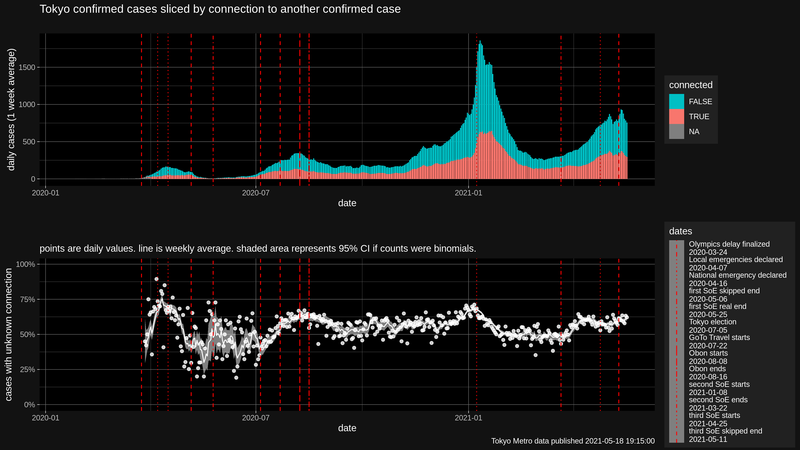 Tokyo confirmed cases sliced by connection to another confirmed case
daily cases (1 week average)
1500
1000
500
0
2020-01
2020-07
2021-01
date
connected
FALSE
TRUE
NA
points are daily values. line is weekly average. shaded area represents 95% CI if counts were binomials.
cases with unknown connection
100%
75%
50%
25%
0%
2020-01
2020-07
2021-01
date
dates
Olympics delay finalized
2020-03-24
Local emergencies declared
2020-04-07
National emergency declared
2020-04-16
first SoE skipped end
2020-05-06
first SoE real end
2020-05-25
Tokyo election
2020-07-05
GoTo Travel starts
2020-07-22
Obon starts
2020-08-08
Obon ends
2020-08-16
second SoE starts
2021-01-08
second SoE ends
2021-03-22
third SoE starts
2021-04-25
third SoE skipped end
2021-05-11
Tokyo Metro data published 2021-05-18 19:15:00